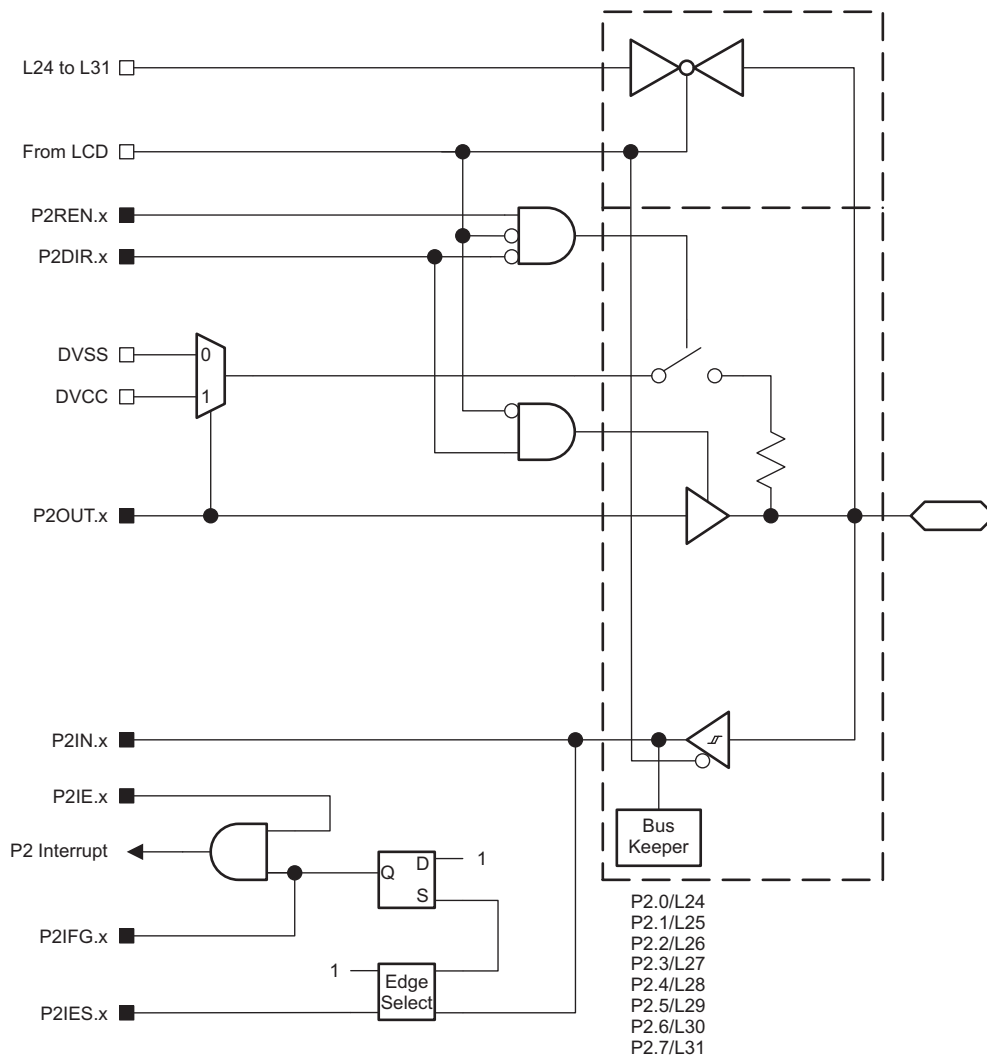 L24 to L31
From LCD
P2REN.x
P2DIR.x
DVSS
0
DVCC
1
P2OUT.x
P2IN.x
P2IE.x
Bus
Keeper
P2 Interrupt
D
1
Q
S
P2IFG.x
1
Edge
Select
P2IES.x
P2.0/L24
P2.1/L25
P2.2/L26
P2.3/L27
P2.4/L28
P2.5/L29
P2.6/L30
P2.7/L31